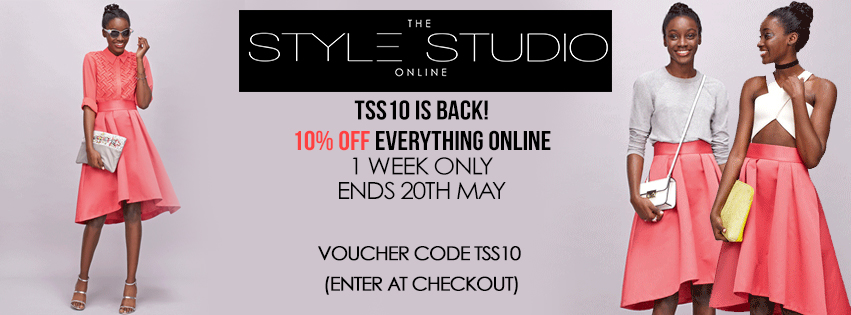 THE
STYLE STUDIO
ONLINE
TSS10 IS BACK!
10% OFF EVERYTHING ONLINE
1 WEEK ONLY
ENDS 20TH MAY
VOUCHER CODE TSS10
(ENTER AT CHECKOUT)